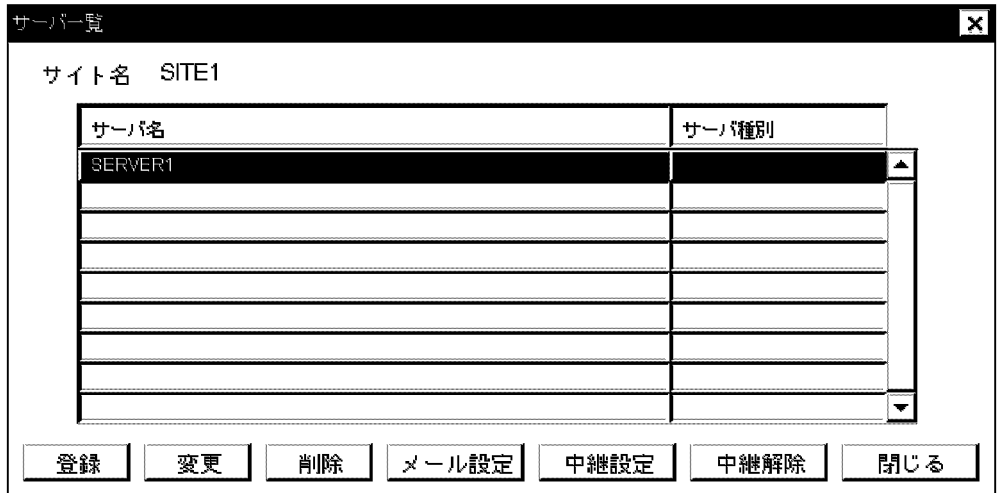 サーバ一覧
サイト名 SITE1
サーバ名 サーバ種別
SERVER1
登録 変更 削除 メール設定 中継設定 中継解除 閉じる